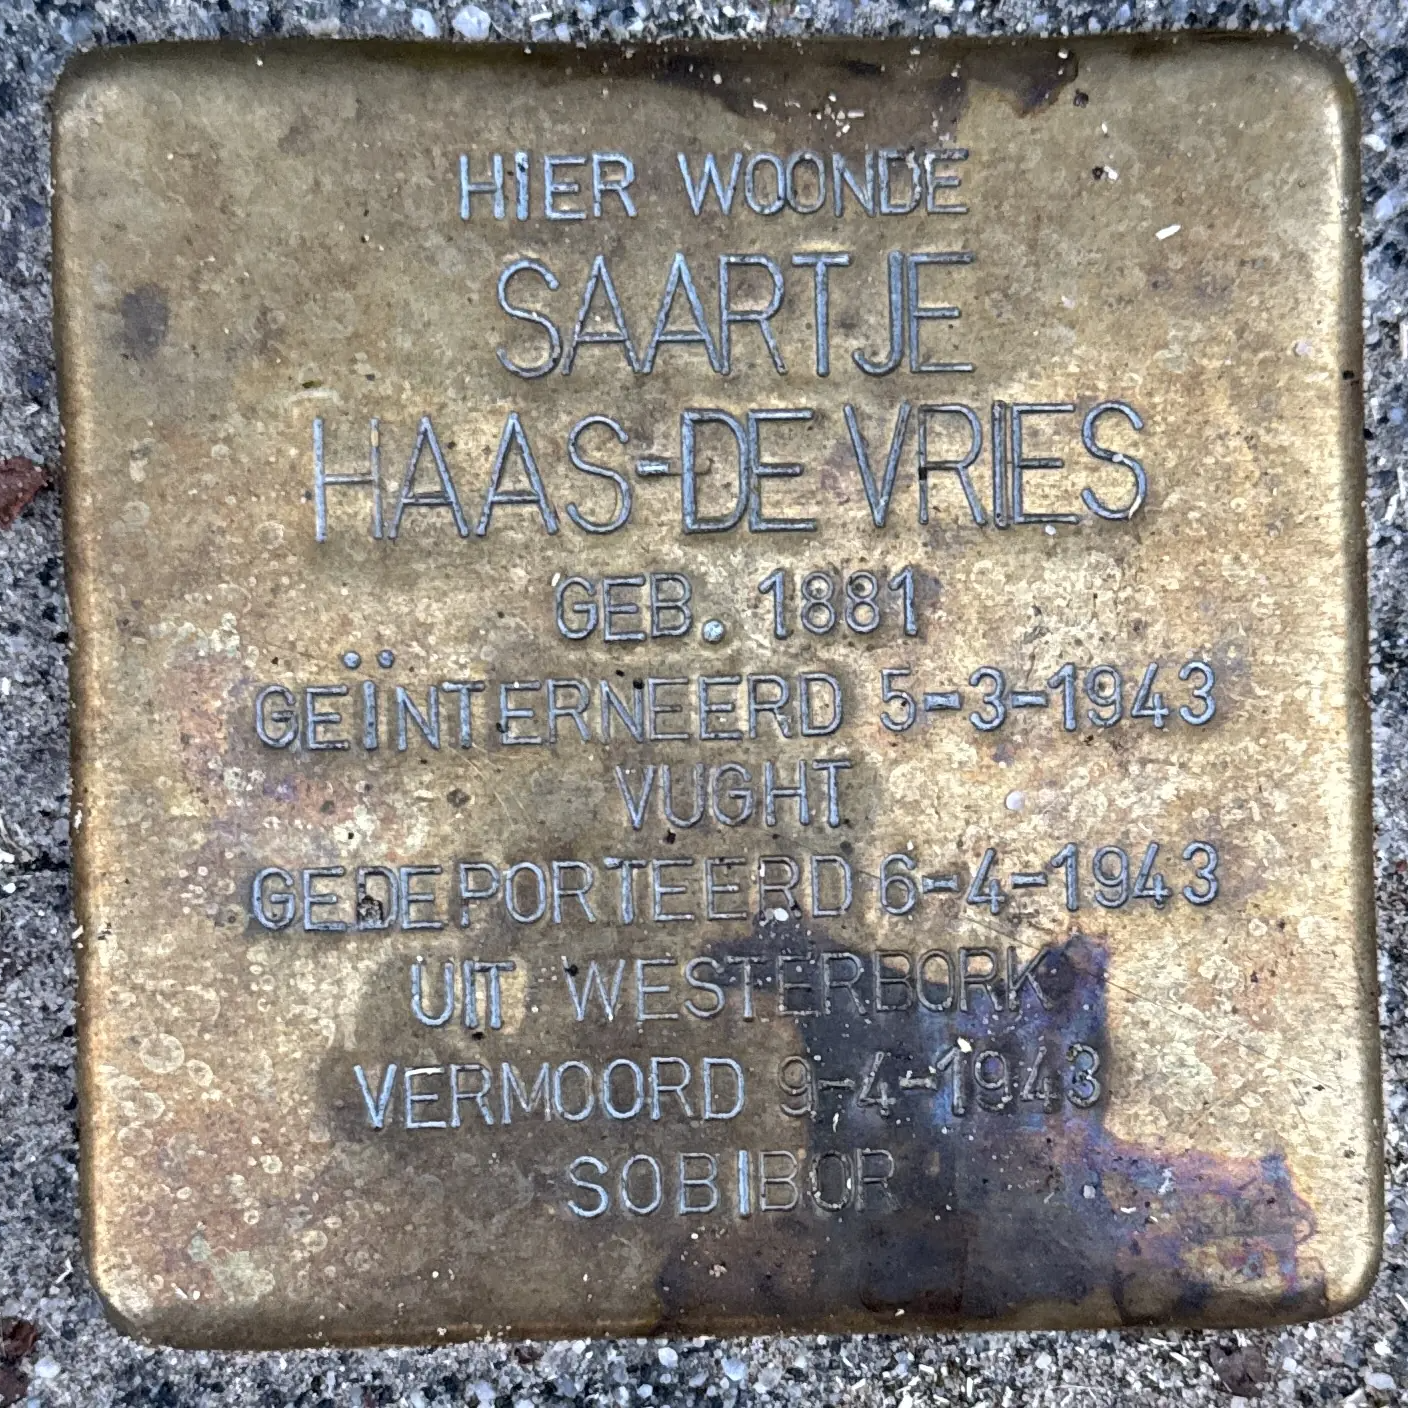 HIER WOONDE
SAARTJE
HAAS-DE VRIES
GEB. 1881
GEÏNTERNEERD 5-3-1943
VUGHT
GEDEPORTEERD 6-4-1943
UIT WESTERBORK
VERMOORD 9-4-1943
SOBIBOR